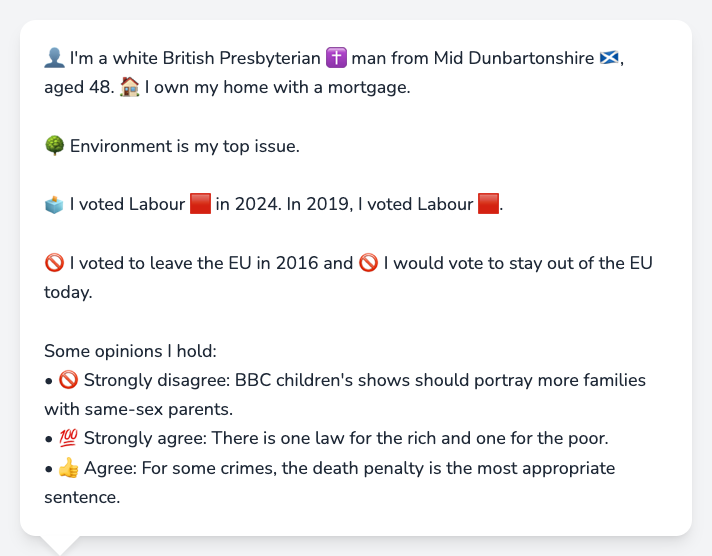 👤 I'm a white British Presbyterian ✝️ man from Mid Dunbartonshire 🏴󠁧󠁢󠁳󠁣󠁴󠁿,
aged 48. 🏠 I own my home with a mortgage.
🌳 Environment is my top issue.
🗳️ I voted Labour 🟥 in 2024. In 2019, I voted Labour 🟥.
🚫 I voted to leave the EU in 2016 and 🚫 I would vote to stay out of the EU
today.
Some opinions I hold:
• 🚫 Strongly disagree: BBC children's shows should portray more families
with same-sex parents.
• 💯 Strongly agree: There is one law for the rich and one for the poor.
• 👍 Agree: For some crimes, the death penalty is the most appropriate
sentence.